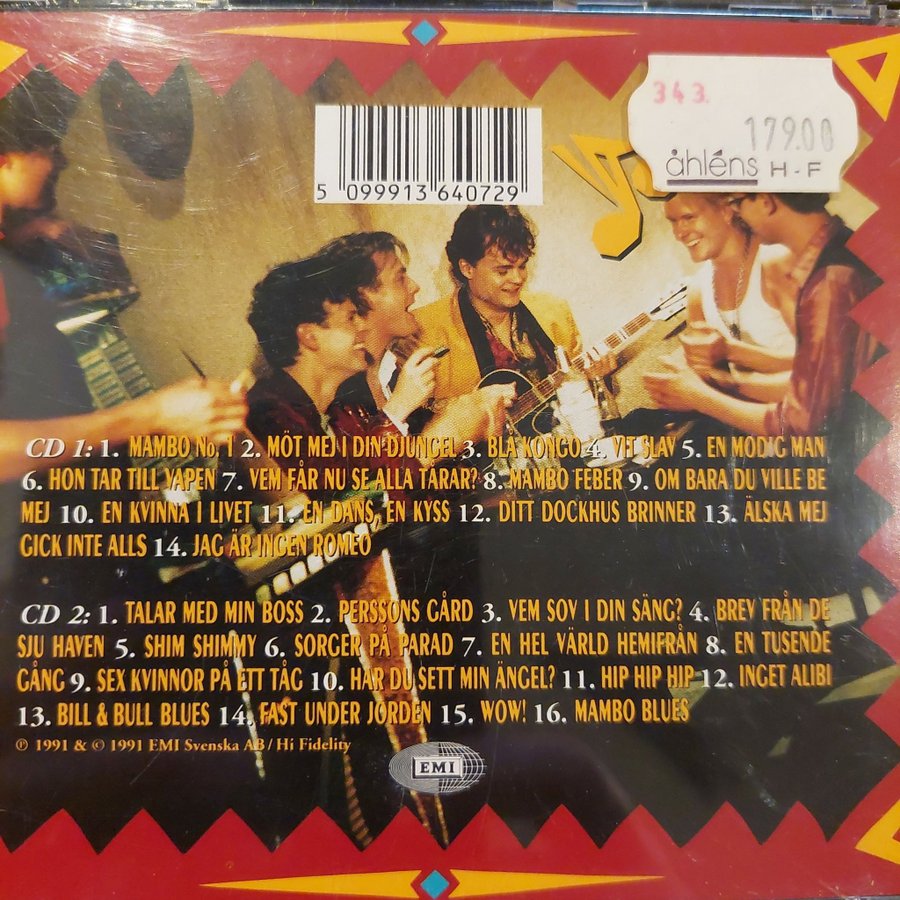 343.
179.00
åhléns H-F
5 099913 640729
CD 1: 1. MAMBO No. 1 2. MÖT MEJ I DIN DJUNGEL 3. BLÅ KONGO 4. VIT SLAV 5. EN MODIG MAN
6. HON TAR TILL VAPEN 7. VEM FÅR NU SE ALLA TÅRAR? 8. MAMBO FEBER 9. OM BARA DU VILLE BE
MEJ 10. EN KVINNA I LIVET 11. EN DANS, EN KYSS 12. DITT DOCKHUS BRINNER 13. ÄLSKA MEJ
GICK INTE ALLS 14. JAG ÄR INGEN ROMEO
CD 2: 1. TALAR MED MIN BOSS 2. PERSSONS GÅRD 3. VEM SOV I DIN SÄNG? 4. BREV FRÅN DE
SJU HAVEN 5. SHIM SHIMMY 6. SORGER PÅ PARAD 7. EN HEL VÄRLD HEMIFRÅN 8. EN TUSENDE
GÅNG 9. SEX KVINNOR PÅ ETT TÅG 10. HAR DU SETT MIN ÄNGEL? 11. HIP HIP HIP 12. INGET ALIBI
13. BILL & BULL BLUES 14. FAST UNDER JORDEN 15. WOW! 16. MAMBO BLUES
℗ 1991 & © 1991 EMI Svenska AB / Hi Fidelity
EMI